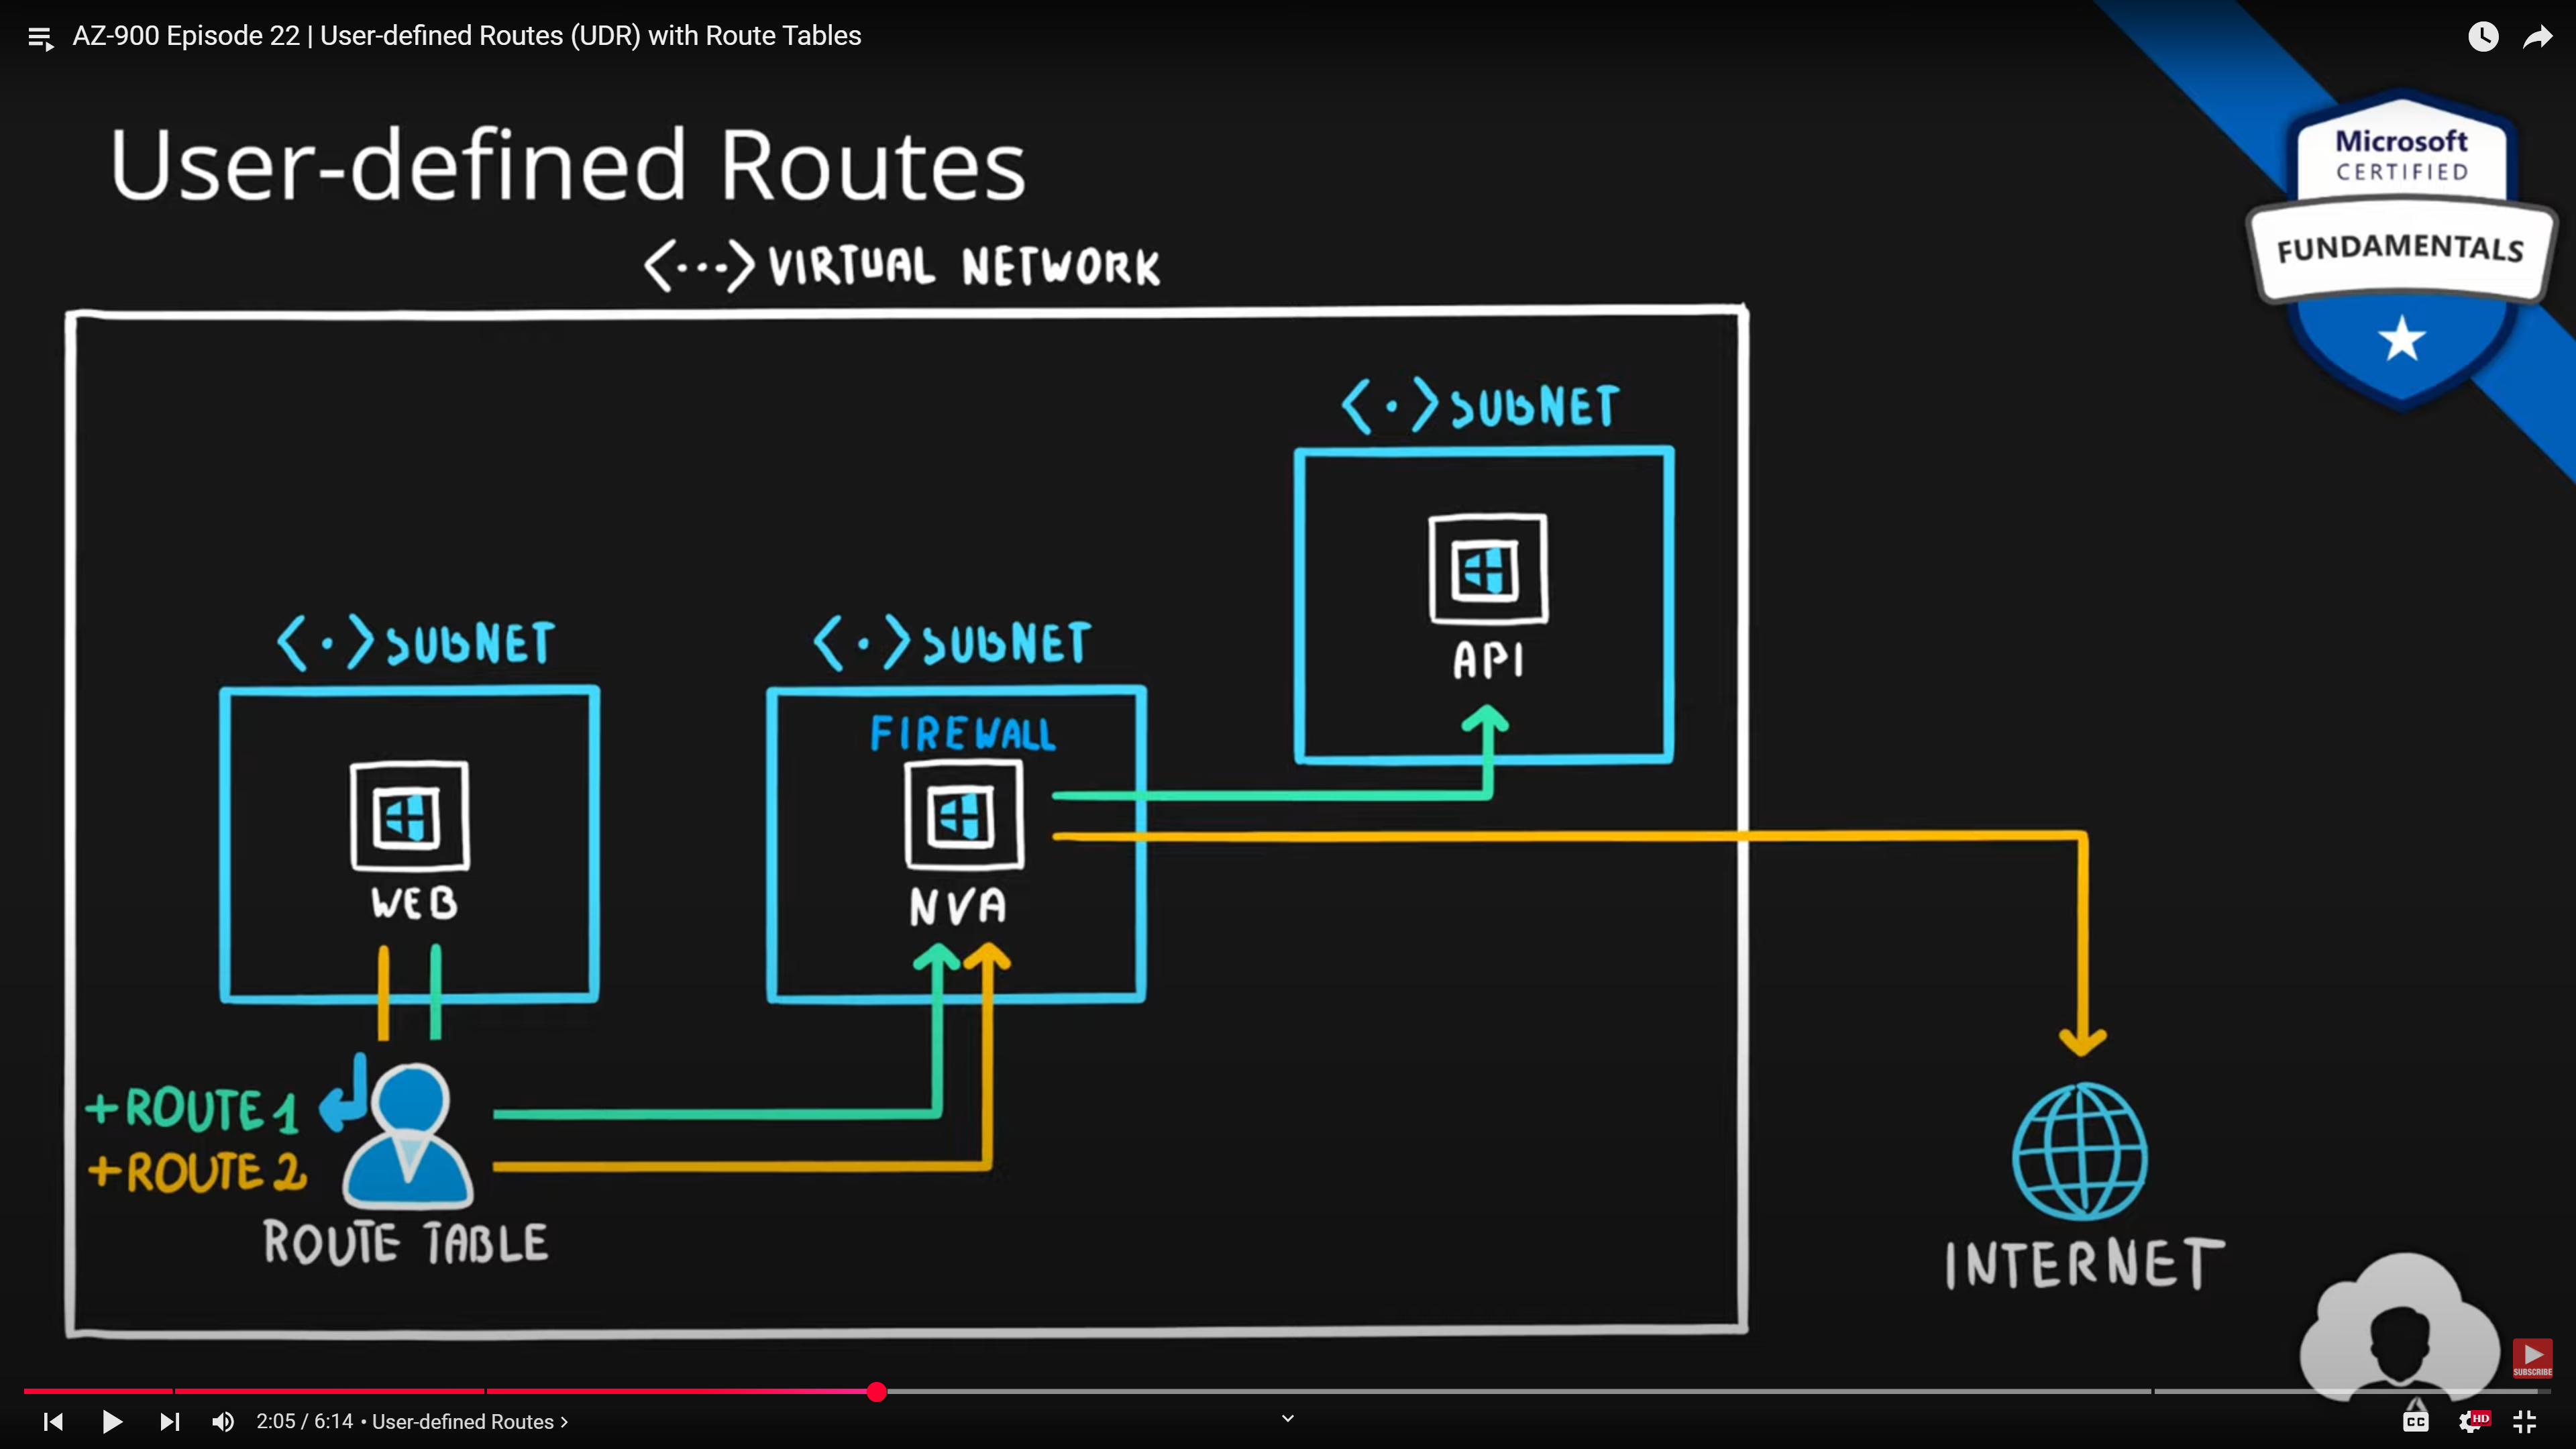 AZ-900 Episode 22 | User-defined Routes (UDR) with Route Tables
User-defined Routes
Microsoft
CERTIFIED
FUNDAMENTALS
<···> VIRTUAL NETWORK
<·> SUBNET
API
<·> SUBNET
<·> SUBNET
FIREWALL
WEB
NVA
+ROUTE 1
+ROUTE 2
ROUTE TABLE
INTERNET
SUBSCRIBE
2:05 / 6:14 • User-defined Routes >
CC
HD